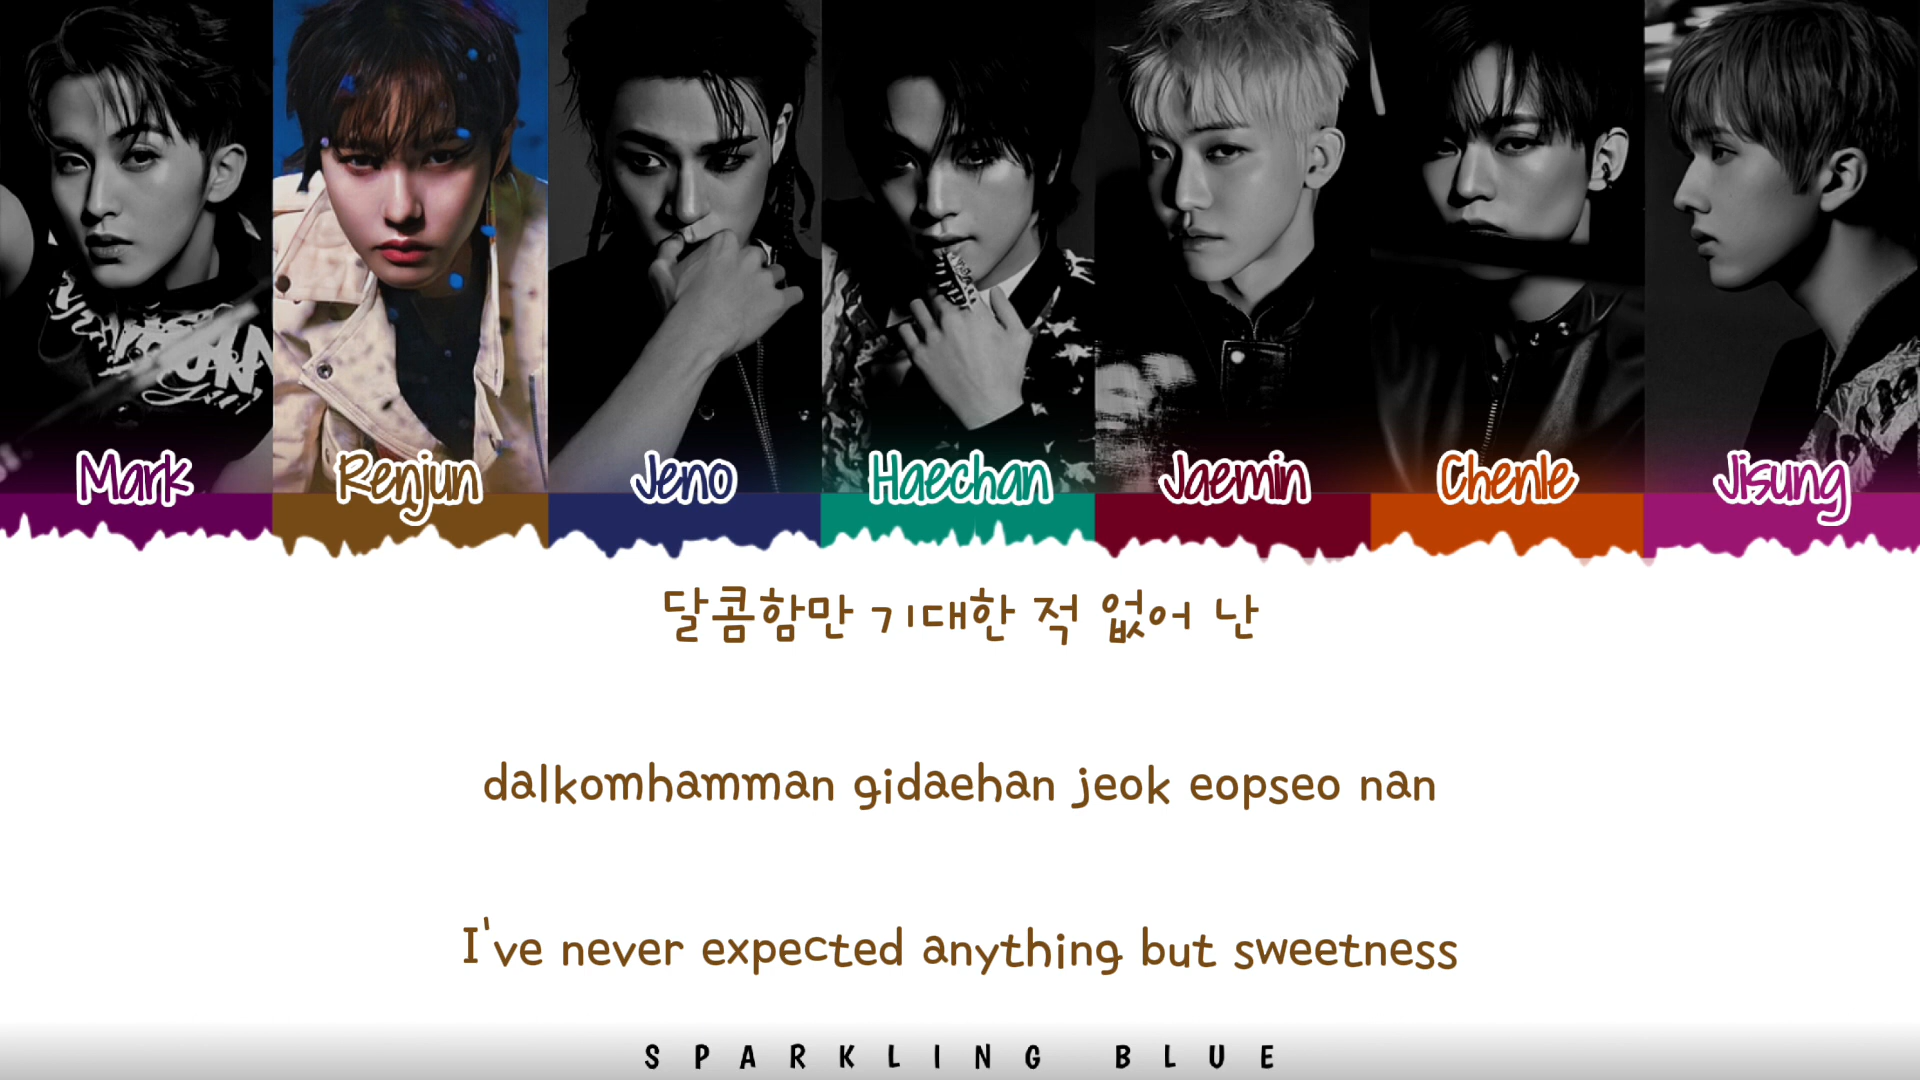 Mark Renjun Jeno Haechan Jaemin Chenle Jisung
달콤함만 기대한 적 없어 난
dalkomhamman gidaehan jeok eopseo nan
I've never expected anything but sweetness
SPARKLING BLUE